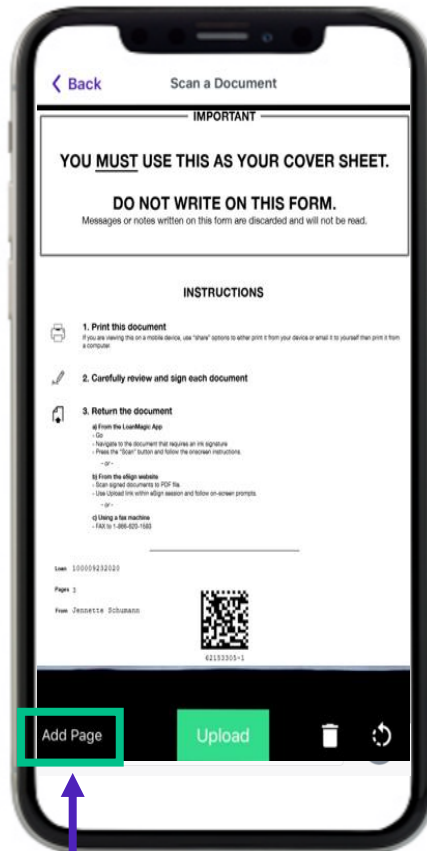 Back
Scan a Document
IMPORTANT
YOU MUST USE THIS AS YOUR COVER SHEET.
DO NOT WRITE ON THIS FORM.
Messages or notes written on this form are discarded and will not be read.
INSTRUCTIONS
1. Print this document
If you are viewing this on a mobile device, use "share" options to either print it from your device or email it to yourself then print it from
a computer
2. Carefully review and sign each document
3. Return the document
a) From the LoanMagic App
- Go
- Navigate to the document that requires an ink signature
- Press the "Scan" button and follow the onscreen instructions.
- or -
b) From the eSign website
- Scan signed documents to PDF file
- Use Upload link within eSign session and follow on-screen prompts.
- or -
c) Using a fax machine
- FAX to 1-866-620-1593
Loan 100009232020
Pages 3
From Jennette Schumann
62153305-1
Add Page
Upload